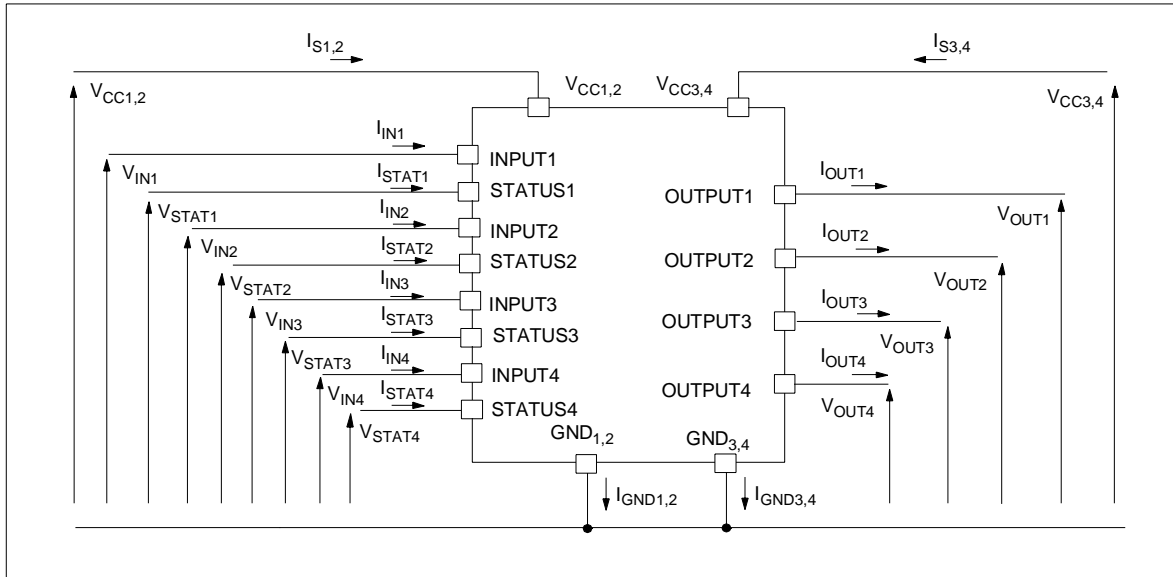 I_S1,2
I_S3,4
V_CC1,2
V_CC1,2
V_CC3,4
V_CC3,4
I_IN1
INPUT1
V_IN1
I_STAT1
STATUS1
V_STAT1
I_IN2
INPUT2
V_IN2
I_STAT2
STATUS2
V_STAT2
I_IN3
INPUT3
V_IN3
I_STAT3
STATUS3
V_STAT3
I_IN4
INPUT4
V_IN4
I_STAT4
STATUS4
V_STAT4
I_OUT1
OUTPUT1
V_OUT1
I_OUT2
OUTPUT2
V_OUT2
I_OUT3
OUTPUT3
V_OUT3
I_OUT4
OUTPUT4
V_OUT4
GND_1,2
GND_3,4
I_GND1,2
I_GND3,4